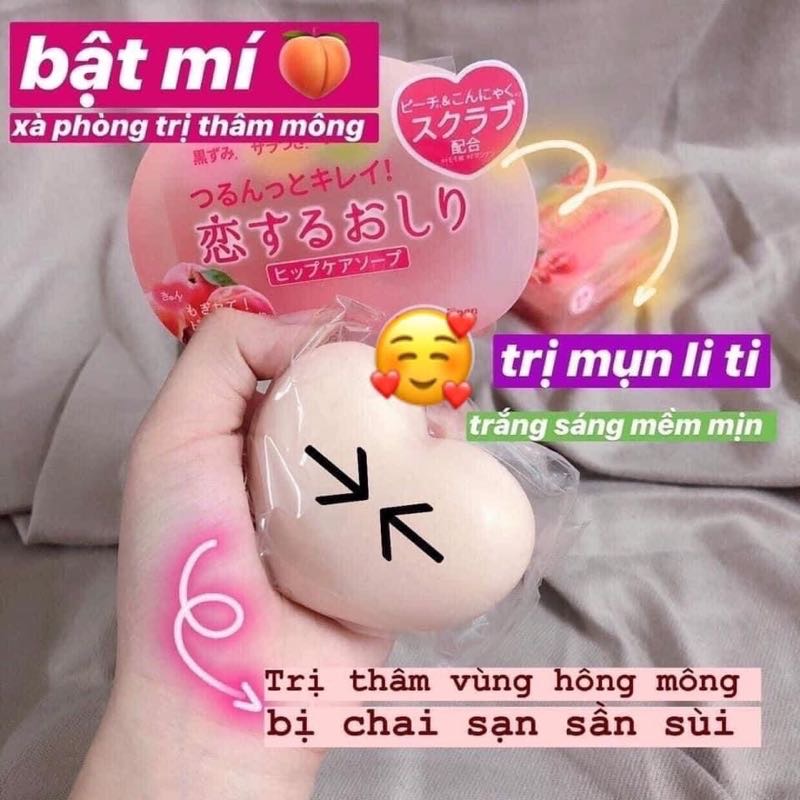 bật mí
xà phòng trị thâm mông
ピーチ&こんにゃく
スクラブ
配合
黒ずみ、ザラつき
つるんっとキレイ!
恋するおしり
ヒップケアソープ
trị mụn li ti
trắng sáng mềm mịn
Trị thâm vùng hông mông
bị chai sạn sần sùi